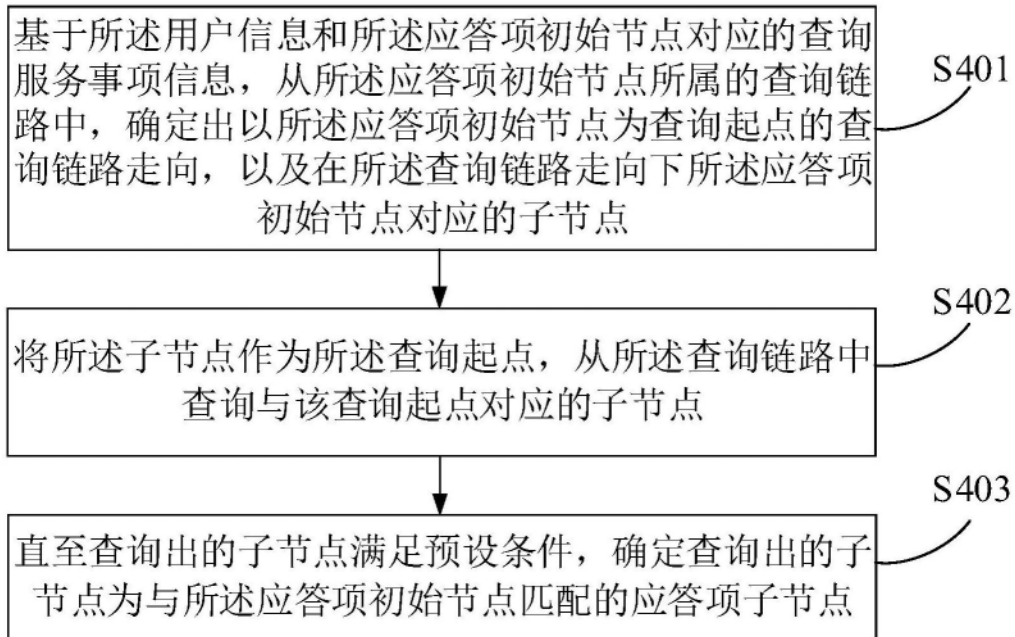 基于所述用户信息和所述应答项初始节点对应的查询
服务事项信息，从所述应答项初始节点所属的查询链
路中，确定出以所述应答项初始节点为查询起点的查
询链路走向，以及在所述查询链路走向下所述应答项
初始节点对应的子节点
S401
将所述子节点作为所述查询起点，从所述查询链路中
查询与该查询起点对应的子节点
S402
直至查询出的子节点满足预设条件，确定查询出的子
节点为与所述应答项初始节点匹配的应答项子节点
S403